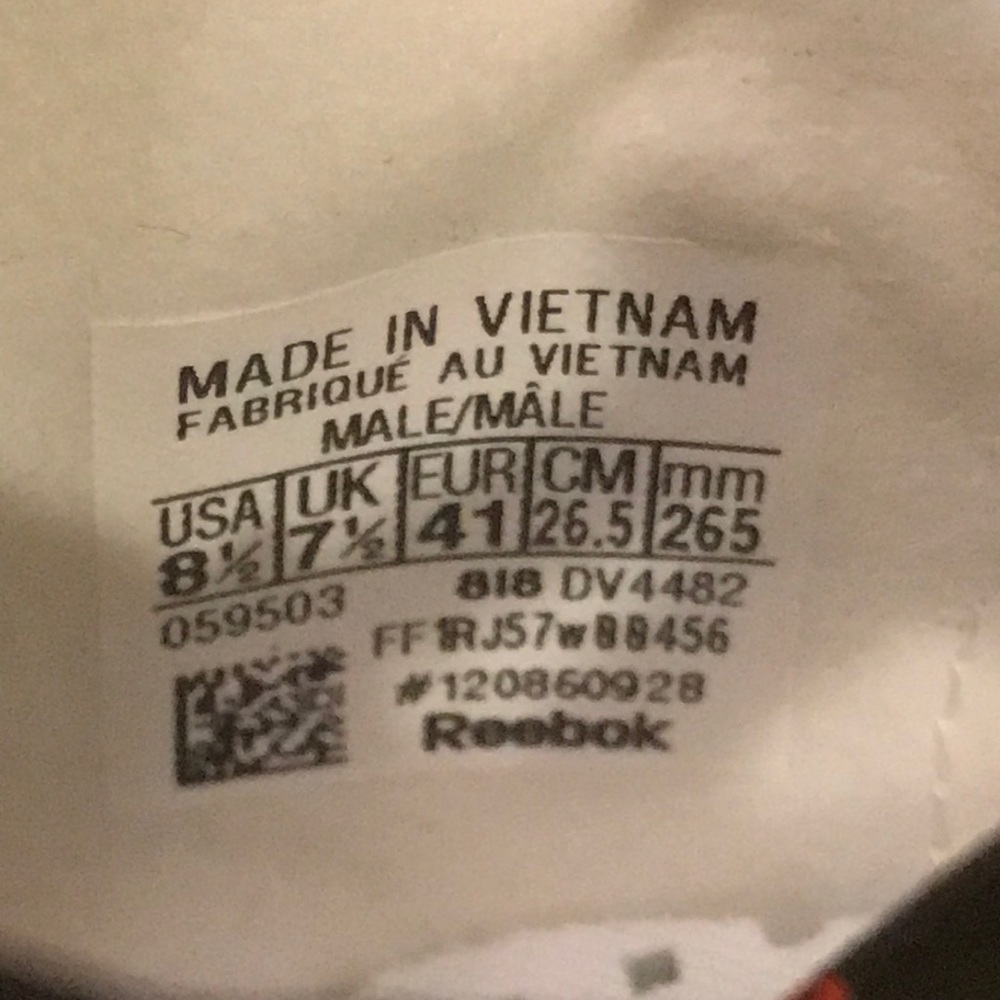 MADE IN VIETNAM
FABRIQUÉ AU VIETNAM
MALE/MÂLE
USA UK EUR CM mm
8½ 7½ 41 26.5 265
059503 818 DV4482
FF1RJ57w88456
#120860928
Reebok